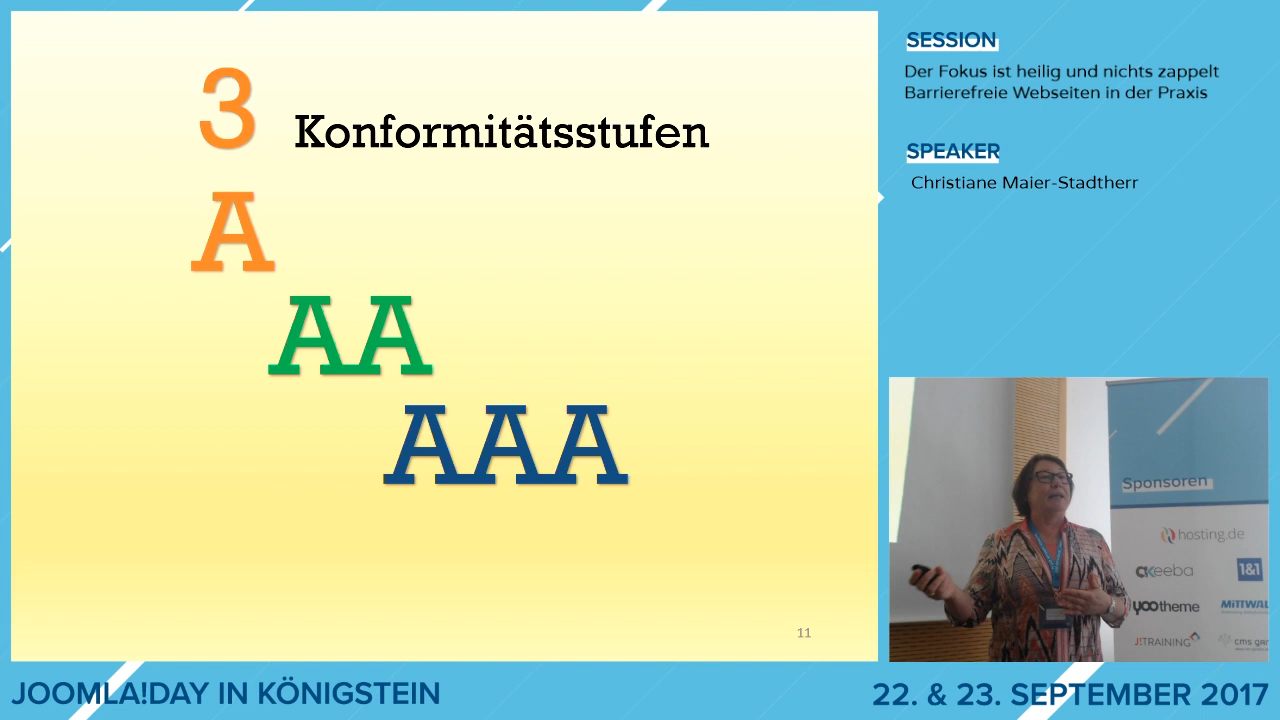 3 Konformitätsstufen
A
AA
AAA
11
SESSION
Der Fokus ist heilig und nichts zappelt
Barrierefreie Webseiten in der Praxis
SPEAKER
Christiane Maier-Stadtherr
Sponsoren
hosting.de
akeeba
1&1
yootheme
MITTWAL
J!TRAINING
cms gar
JOOMLA!DAY IN KÖNIGSTEIN
22. & 23. SEPTEMBER 2017